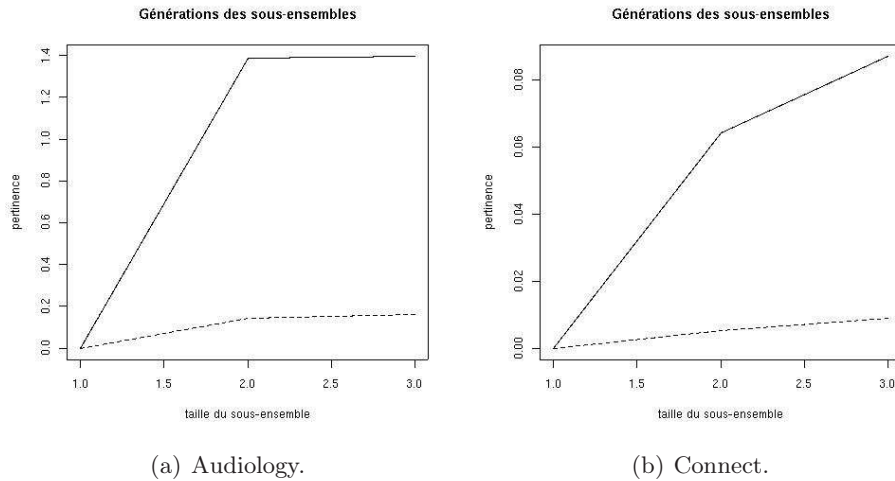 Générations des sous-ensembles
pertinence
0.0 0.2 0.4 0.6 0.8 1.0 1.2 1.4
1.0 1.5 2.0 2.5 3.0
taille du sous-ensemble
(a) Audiology.
Générations des sous-ensembles
pertinence
0.00 0.02 0.04 0.06 0.08
1.0 1.5 2.0 2.5 3.0
taille du sous-ensemble
(b) Connect.